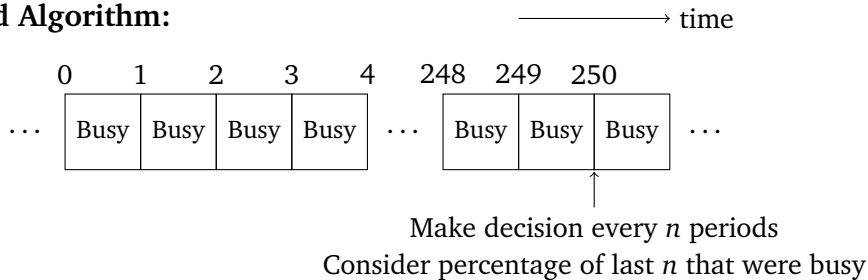 d Algorithm:
time
0 1 2 3 4 248 249 250
··· Busy Busy Busy Busy ··· Busy Busy Busy ···
Make decision every n periods
Consider percentage of last n that were busy